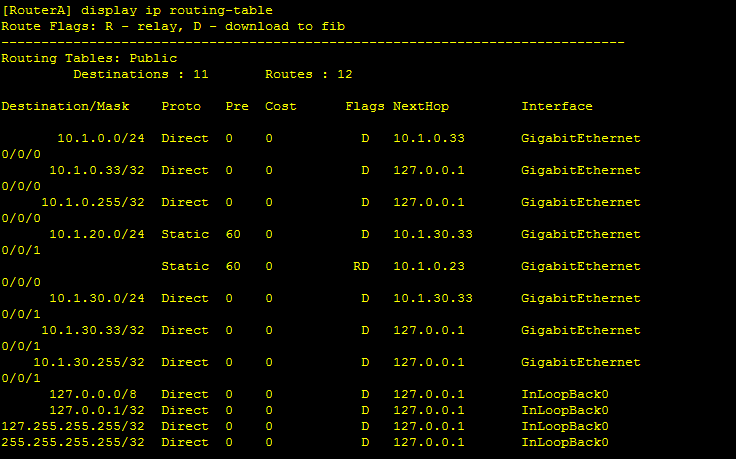 [RouterA] display ip routing-table
Route Flags: R - relay, D - download to fib
------------------------------------------------------------------------------
Routing Tables: Public
         Destinations : 11       Routes : 12

Destination/Mask    Proto  Pre  Cost      Flags NextHop         Interface

       10.1.0.0/24  Direct  0    0           D   10.1.0.33       GigabitEthernet
0/0/0
      10.1.0.33/32  Direct  0    0           D   127.0.0.1       GigabitEthernet
0/0/0
     10.1.0.255/32  Direct  0    0           D   127.0.0.1       GigabitEthernet
0/0/0
      10.1.20.0/24  Static  60   0           D   10.1.30.33      GigabitEthernet
0/0/1
                    Static  60   0          RD   10.1.0.23       GigabitEthernet
0/0/0
      10.1.30.0/24  Direct  0    0           D   10.1.30.33      GigabitEthernet
0/0/1
     10.1.30.33/32  Direct  0    0           D   127.0.0.1       GigabitEthernet
0/0/1
    10.1.30.255/32  Direct  0    0           D   127.0.0.1       GigabitEthernet
0/0/1
      127.0.0.0/8   Direct  0    0           D   127.0.0.1       InLoopBack0
      127.0.0.1/32  Direct  0    0           D   127.0.0.1       InLoopBack0
127.255.255.255/32  Direct  0    0           D   127.0.0.1       InLoopBack0
255.255.255.255/32  Direct  0    0           D   127.0.0.1       InLoopBack0